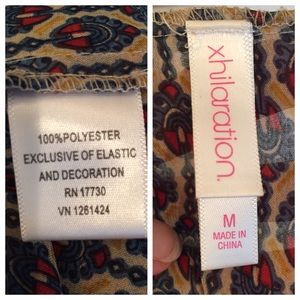 100%POLYESTER
EXCLUSIVE OF ELASTIC
AND DECORATION
RN 17730
VN 1261424
xhilaration.
M
MADE IN
CHINA